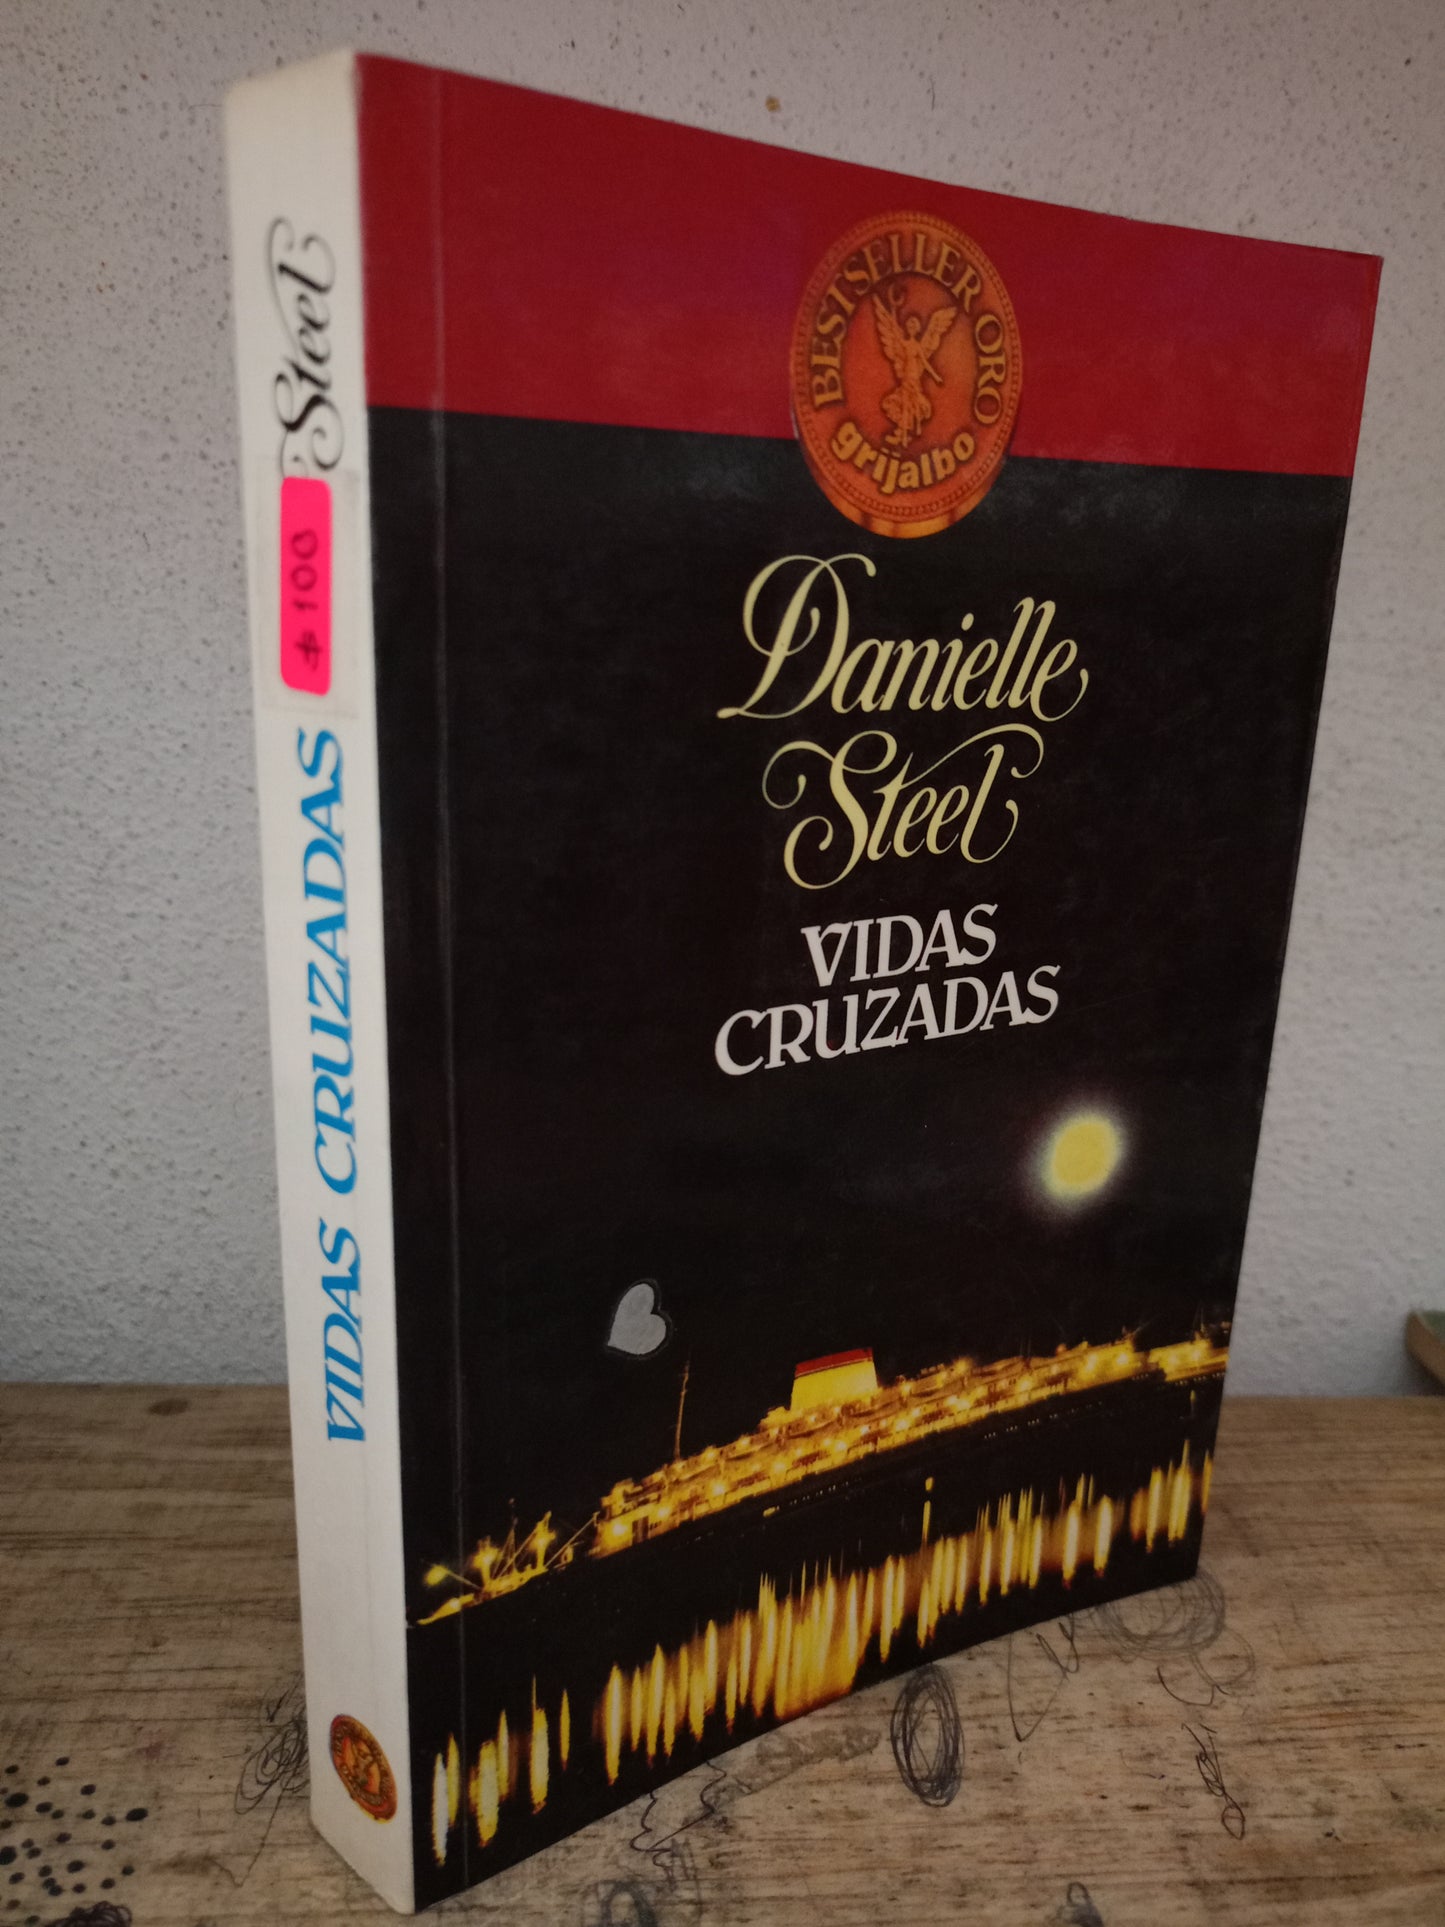 Steel
$ 100
VIDAS CRUZADAS
BESTSELLER ORO
grijalbo
Danielle
Steel
VIDAS
CRUZADAS